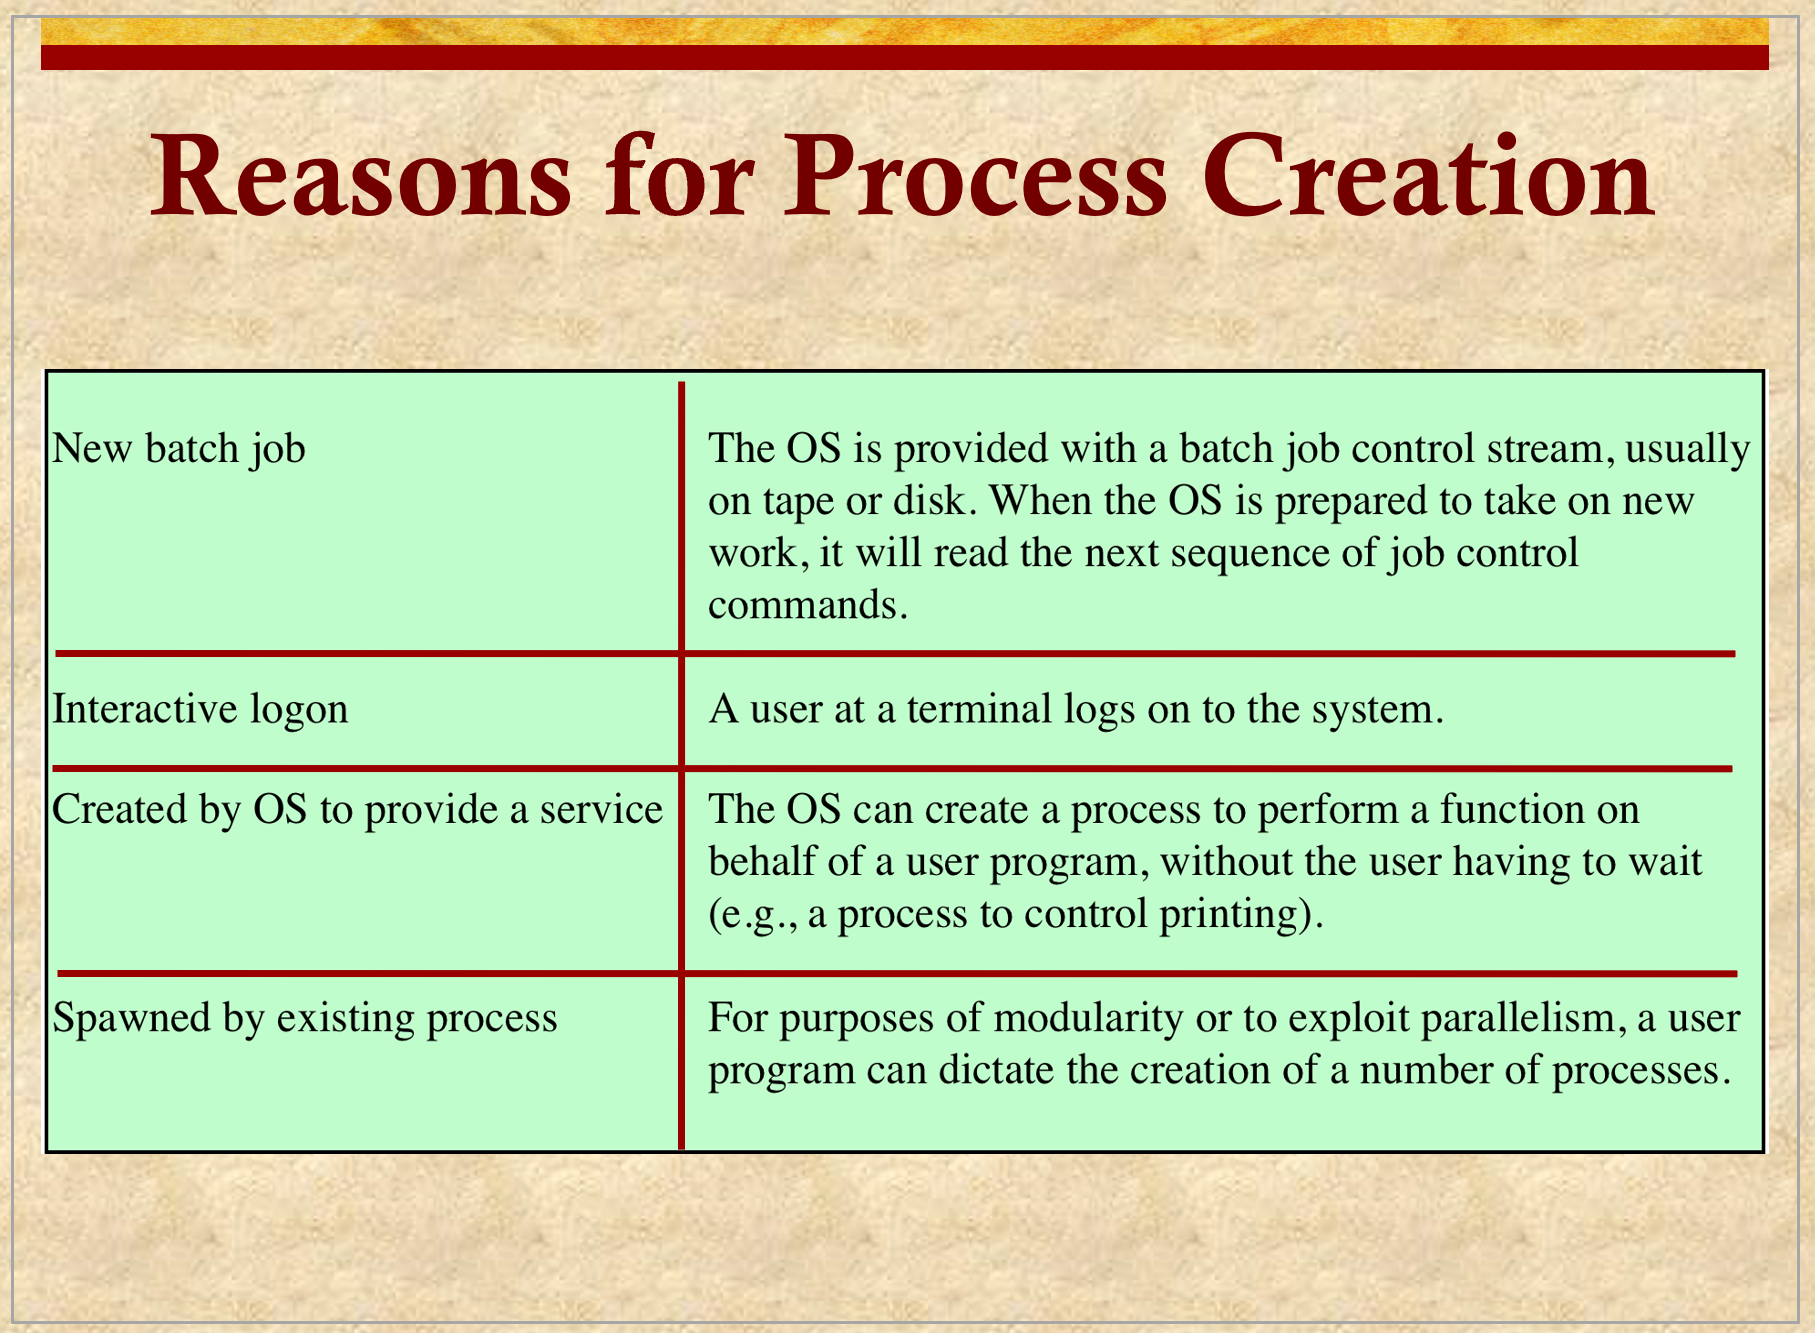 Reasons for Process Creation
New batch job
The OS is provided with a batch job control stream, usually
on tape or disk. When the OS is prepared to take on new
work, it will read the next sequence of job control
commands.
Interactive logon
A user at a terminal logs on to the system.
Created by OS to provide a service
The OS can create a process to perform a function on
behalf of a user program, without the user having to wait
(e.g., a process to control printing).
Spawned by existing process
For purposes of modularity or to exploit parallelism, a user
program can dictate the creation of a number of processes.